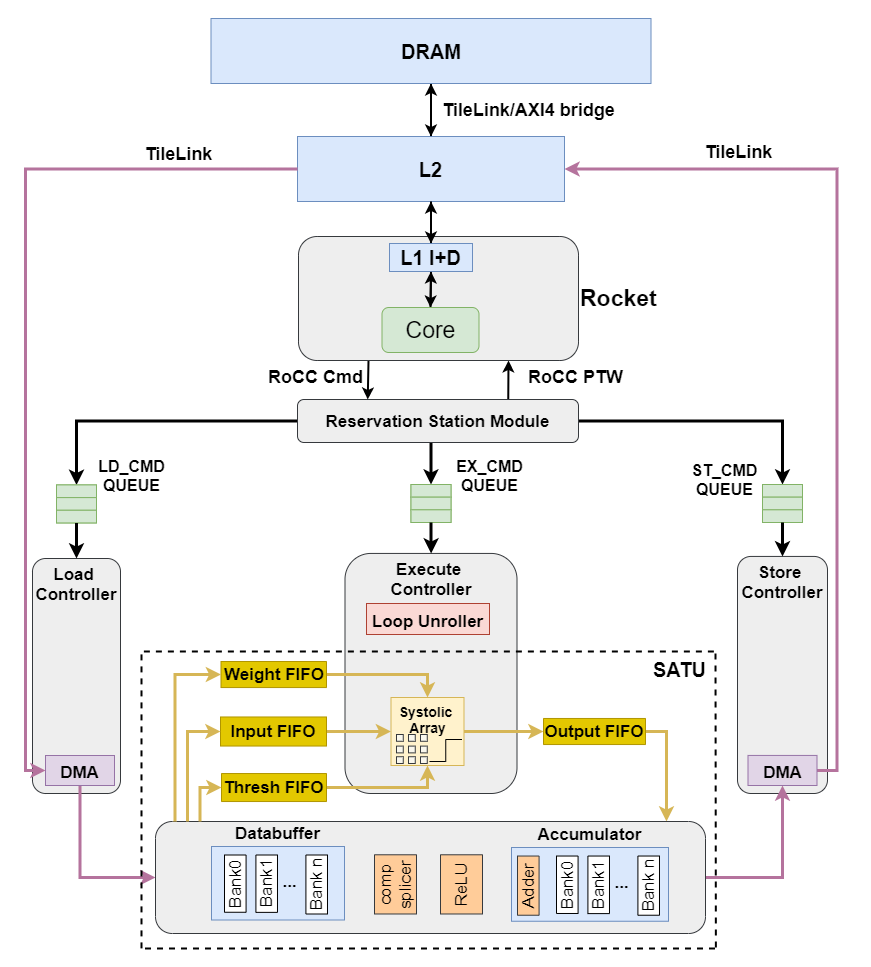 DRAM
TileLink/AXI4 bridge
TileLink
L2
TileLink
L1 I+D
Rocket
Core
RoCC Cmd
RoCC PTW
Reservation Station Module
LD_CMD
QUEUE
EX_CMD
QUEUE
ST_CMD
QUEUE
Load
Controller
Execute
Controller
Loop Unroller
Store
Controller
SATU
Weight FIFO
Systolic
Array
Input FIFO
Output FIFO
Thresh FIFO
DMA
DMA
Databuffer
Bank0
Bank1
...
Bank n
comp
splicer
ReLU
Accumulator
Adder
Bank0
Bank1
...
Bank n